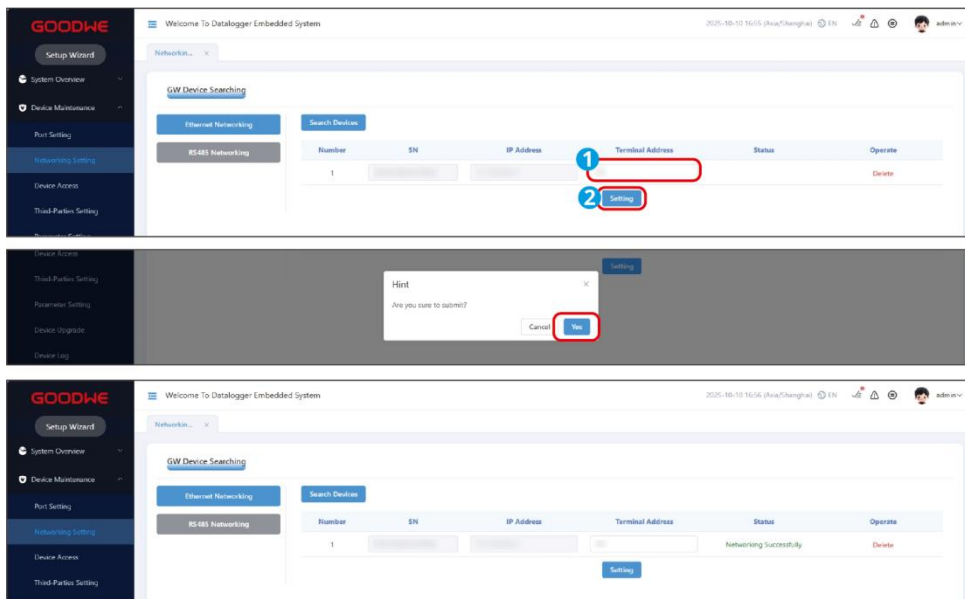 GOODWE
Welcome To Datalogger Embedded System
2025-10-10 16:55 (Asia/Shanghai) EN admin
Setup Wizard
Networkin... ×
System Overview
GW Device Searching
Device Maintenance
Port Setting
Ethernet Networking
Search Devices
Networking Setting
RS485 Networking
Number SN IP Address Terminal Address Status Operate
1
1 Delete
Device Access
2 Setting
Third-Parties Setting
Parameter Setting
Device Access
Setting
Third-Parties Setting
Hint ×
Parameter Setting
Are you sure to submit?
Device Upgrade
Cancel Yes
Device Log
GOODWE
Welcome To Datalogger Embedded System
2025-10-10 16:56 (Asia/Shanghai) EN admin
Setup Wizard
Networkin... ×
System Overview
GW Device Searching
Device Maintenance
Port Setting
Ethernet Networking
Search Devices
Networking Setting
RS485 Networking
Number SN IP Address Terminal Address Status Operate
1 Networking Successfully Delete
Device Access
Setting
Third-Parties Setting